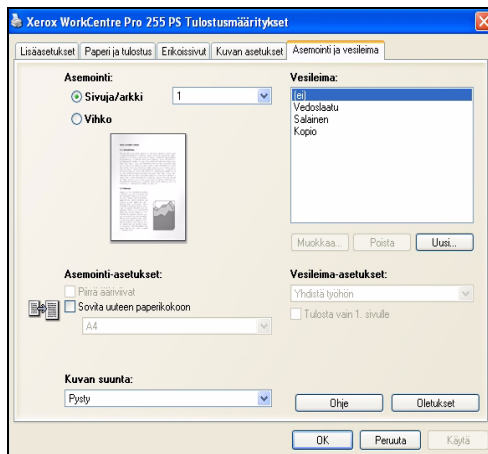 Xerox WorkCentre Pro 255 PS Tulostusmääritykset
Lisäasetukset Paperi ja tulostus Erikoissivut Kuvan asetukset Asemointi ja vesileima
Asemointi:
Sivuja/arkki 1
Vihko
Vesileima:
(ei)
Vedoslaatu
Salainen
Kopio
Muokkaa... Poista Uusi...
Asemointi-asetukset:
Piirrä ääriviivat
Sovita uuteen paperikokoon
A4
Vesileima-asetukset:
Yhdistä työhön
Tulosta vain 1. sivulle
Kuvan suunta:
Pysty
Ohje Oletukset
OK Peruuta Käytä